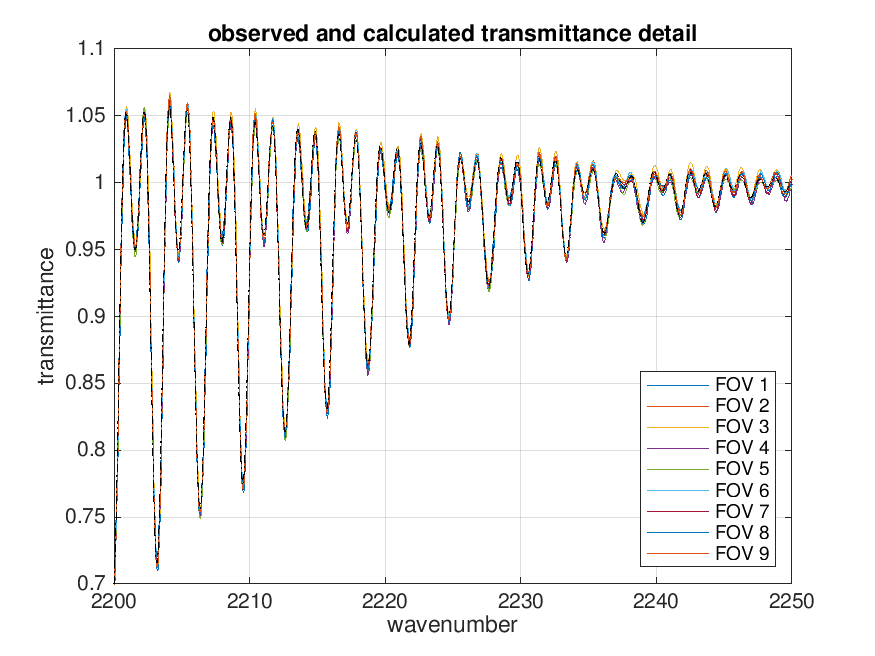 observed and calculated transmittance detail
1.1
1.05
1
0.95
0.9
0.85
0.8
0.75
0.7
transmittance
FOV 1
FOV 2
FOV 3
FOV 4
FOV 5
FOV 6
FOV 7
FOV 8
FOV 9
2200
2210
2220
2230
2240
2250
wavenumber